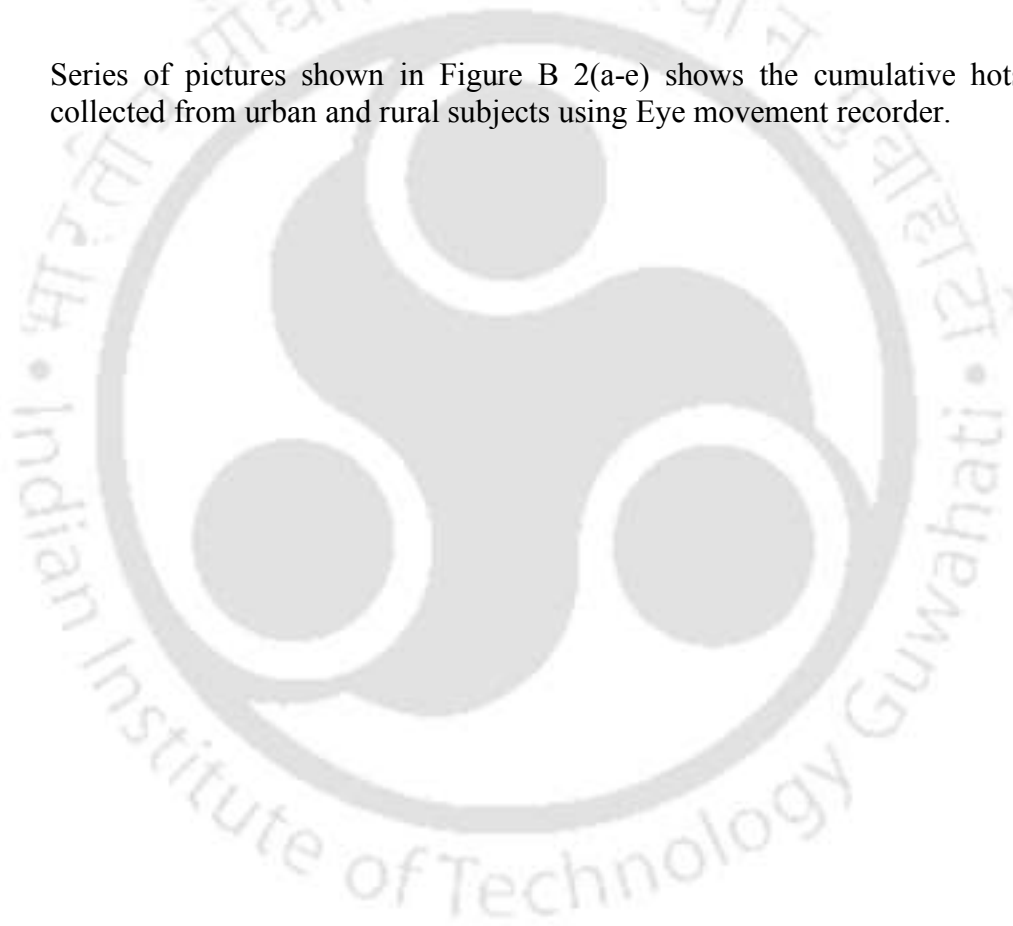 Series of pictures shown in Figure B 2(a-e) shows the cumulative hot
collected from urban and rural subjects using Eye movement recorder.
Indian Institute of Technology Guwahati